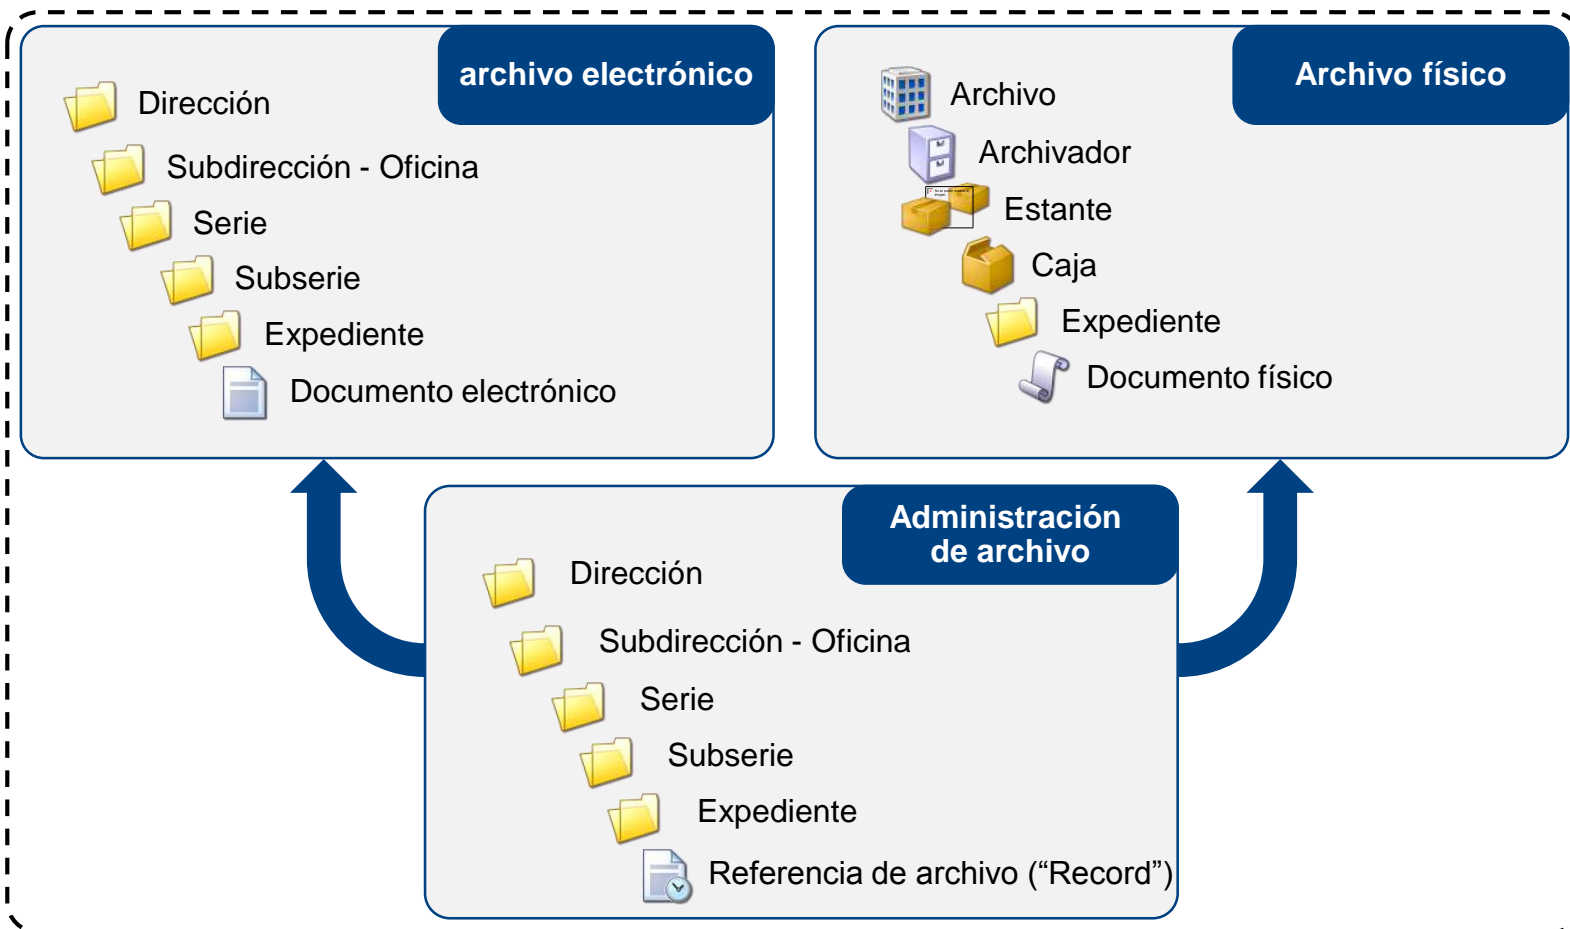 archivo electrónico
Dirección
Subdirección - Oficina
Serie
Subserie
Expediente
Documento electrónico
Archivo físico
Archivo
Archivador
Estante
Caja
Expediente
Documento físico
Administración
de archivo
Dirección
Subdirección - Oficina
Serie
Subserie
Expediente
Referencia de archivo (“Record”)